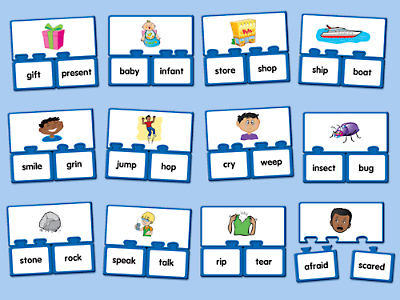 gift present
baby infant
store shop
ship boat
smile grin
jump hop
cry weep
insect bug
stone rock
speak talk
rip tear
afraid scared